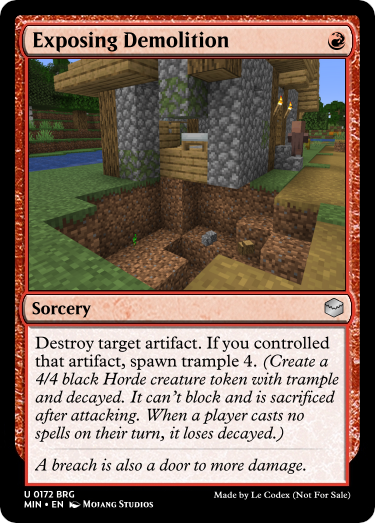 Exposing Demolition
Sorcery
Destroy target artifact. If you controlled
that artifact, spawn trample 4. (Create a
4/4 black Horde creature token with trample
and decayed. It can't block and is sacrificed
after attacking. When a player casts no
spells on their turn, it loses decayed.)
A breach is also a door to more damage.
U 0172 BRG
MIN • EN Mojang Studios
Made by Le Codex (Not For Sale)